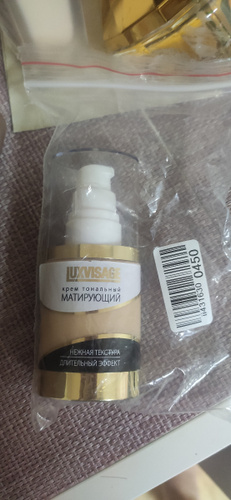 LUXVISAGE
крем тональный
МАТИРУЮЩИЙ
НЕЖНАЯ ТЕКСТУРА
ДЛИТЕЛЬНЫЙ ЭФФЕКТ
0450